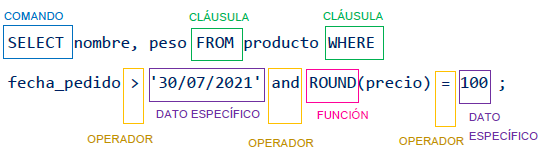 COMANDO CLÁUSULA CLÁUSULA
SELECT nombre, peso FROM producto WHERE
fecha_pedido > '30/07/2021' and ROUND(precio) = 100 ;
DATO ESPECÍFICO FUNCIÓN DATO
OPERADOR OPERADOR OPERADOR ESPECÍFICO